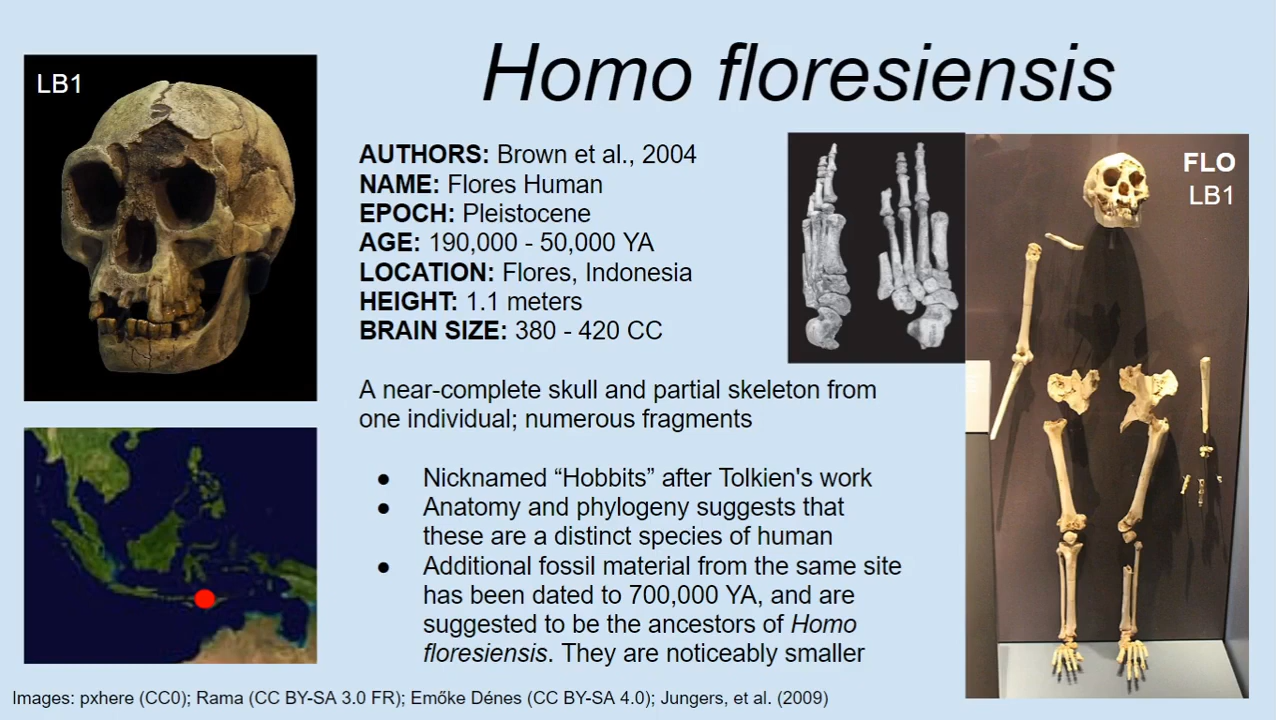 Homo floresiensis
LB1
AUTHORS: Brown et al., 2004
NAME: Flores Human
EPOCH: Pleistocene
AGE: 190,000 - 50,000 YA
LOCATION: Flores, Indonesia
HEIGHT: 1.1 meters
BRAIN SIZE: 380 - 420 CC
FLO
LB1
A near-complete skull and partial skeleton from
one individual; numerous fragments
● Nicknamed “Hobbits” after Tolkien's work
● Anatomy and phylogeny suggests that
these are a distinct species of human
● Additional fossil material from the same site
has been dated to 700,000 YA, and are
suggested to be the ancestors of Homo
floresiensis. They are noticeably smaller
Images: pxhere (CC0); Rama (CC BY-SA 3.0 FR); Emőke Dénes (CC BY-SA 4.0); Jungers, et al. (2009)